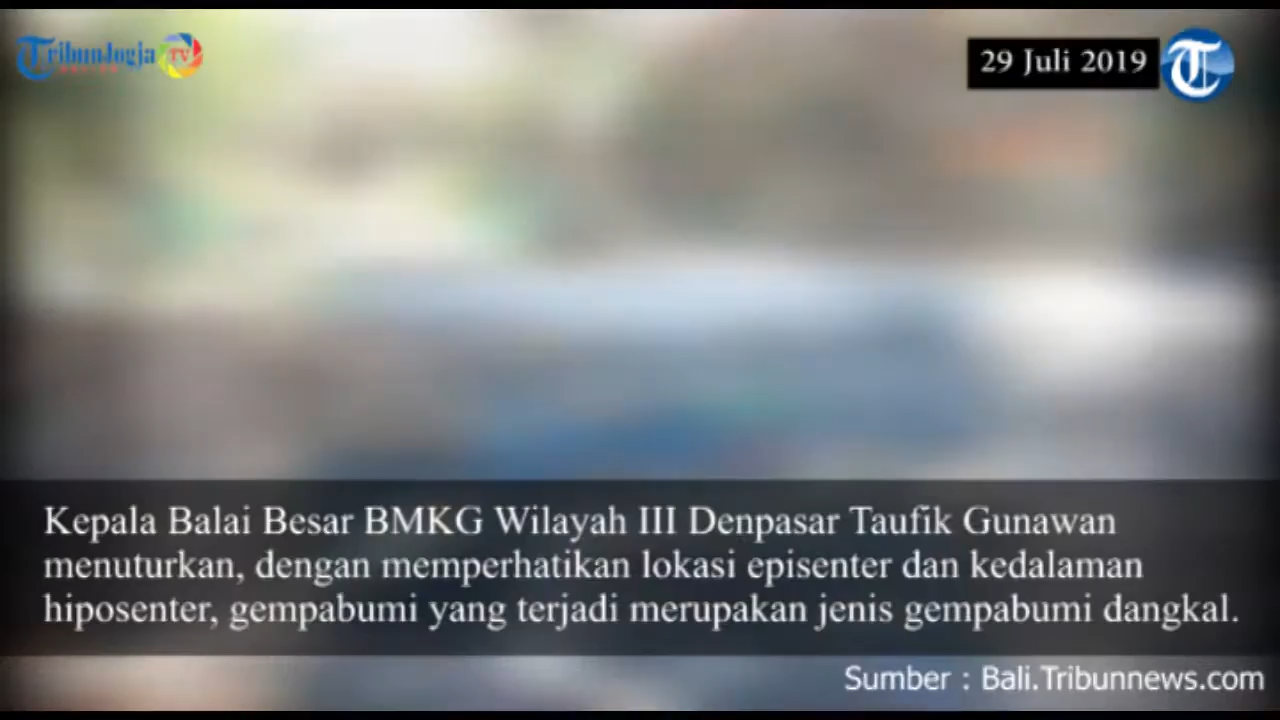 TribunJogja TV
29 Juli 2019
Kepala Balai Besar BMKG Wilayah III Denpasar Taufik Gunawan
menuturkan, dengan memperhatikan lokasi episenter dan kedalaman
hiposenter, gempabumi yang terjadi merupakan jenis gempabumi dangkal.
Sumber : Bali.Tribunnews.com